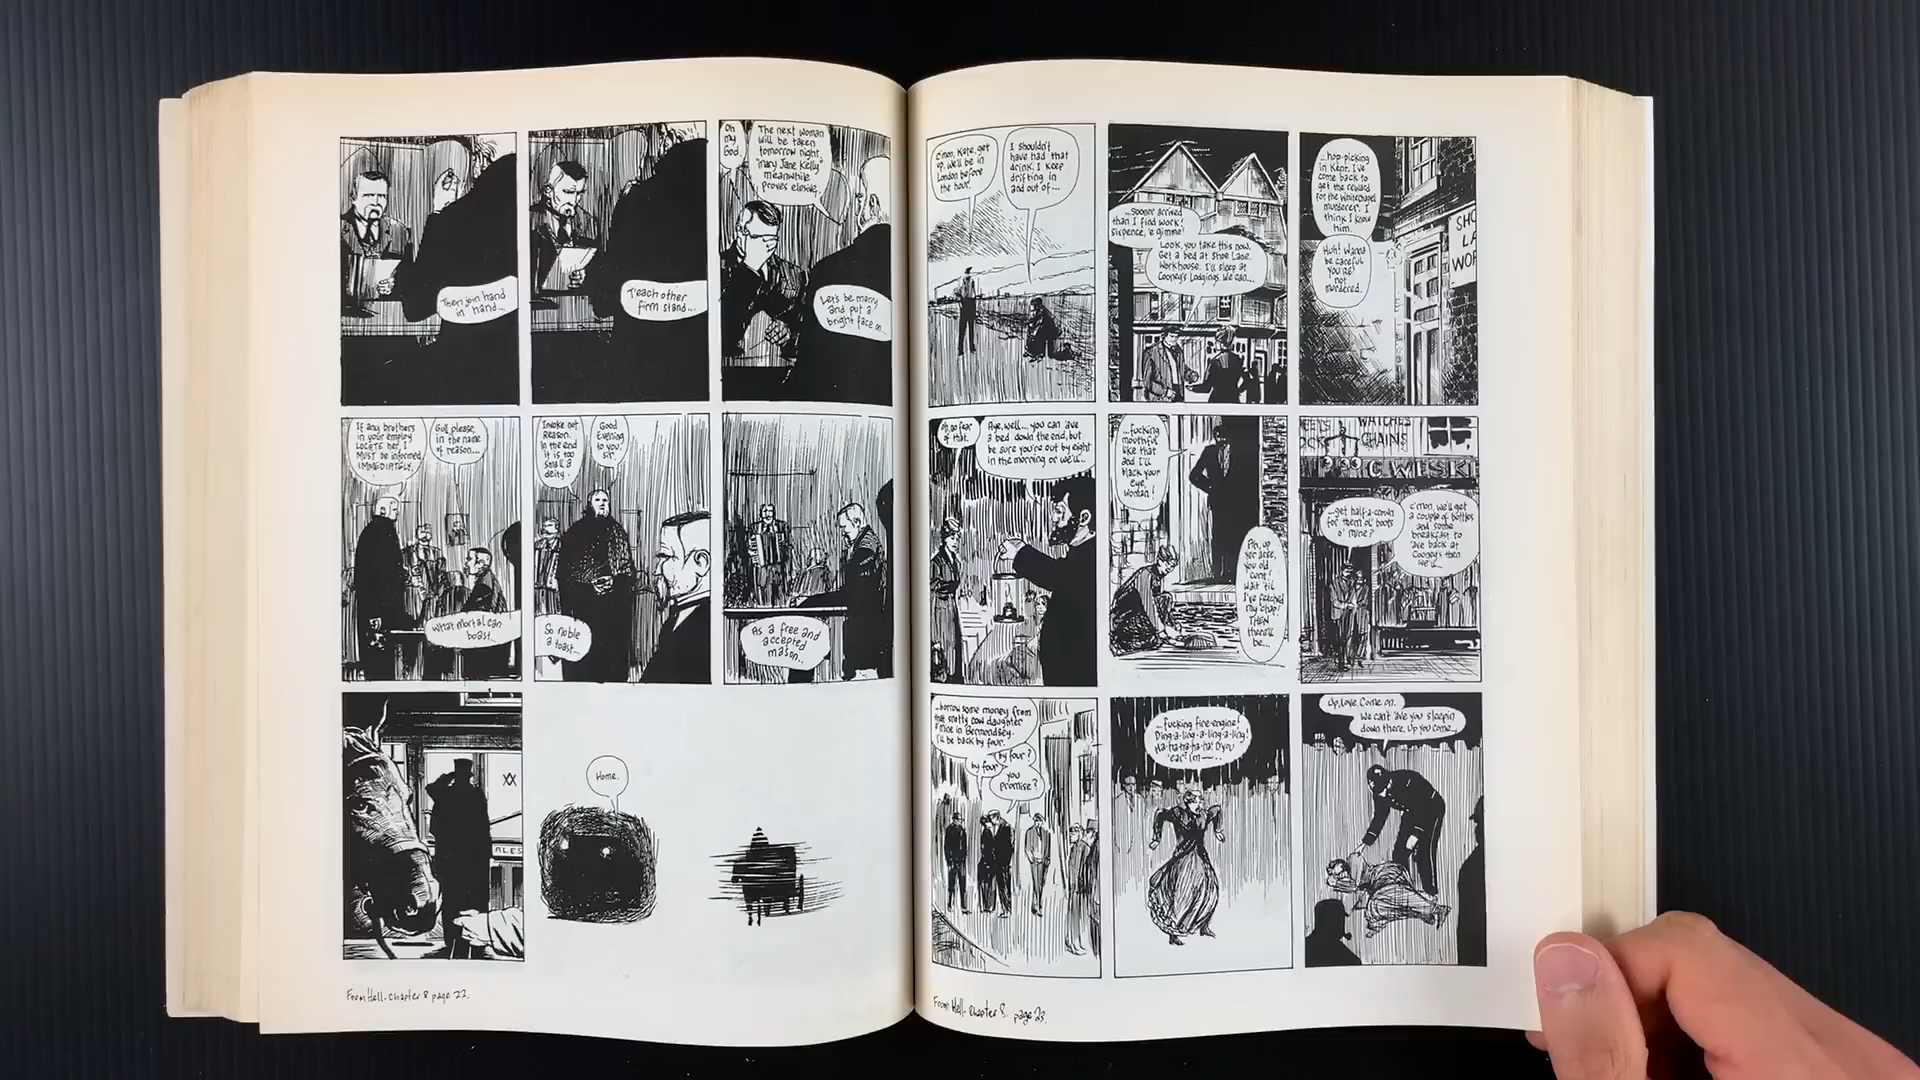 Then join hand
in hand...
T'each other
firm stand...
Oh
my
God.
The next woman
will be taken
tomorrow night.
"Mary Jane Kelly"
meanwhile
proves elusive.
Let's be merry
and put a
bright face on...
If any brothers
in your employ
LOCATE her, I
MUST be informed.
IMMEDIATELY.
Gull, please,
in the name
of reason...
What mortal can
boast...
Invoke not
Reason.
In the end
it is too
small a
deity.
Good
Evening
to you,
sir.
So noble
a toast...
As a free and
accepted
mason...
ALES
Home.
From Hell - chapter 8 page 22.
C'mon, Kate, get
up. We'll be in
London before
the hour.
I shouldn't
have had that
drink. I keep
drifting in
and out of...
...sooner arrived
than I find work!
Sixpence, 'e gimme!
Look, you take this now.
Get a bed at Shoe Lane
Workhouse. I'll sleep at
Cooney's Lodgings. We can...
...hop-picking
in Kent. I've
come back to
get the reward
for the Whitechapel
murderer. I
think I know
him.
Huh! Wanna
be careful
YOU'RE
not
murdered.
SHO
LA
WOR
Oh, no fear
of that.
Aye, well... you can 'ave
a bed down the end, but
be sure you're out by eight
in the morning or we'll...
...fucking
mouthful
like that
and I'll
black your
eye,
woman!
Ah, up
yer arse,
you old
cunt!
Wait 'til
I've fetched
my chap!
THEN
there'll
be...
WATCHES
CHAINS
...get half-a-crown
for them ol' boots
o' mine?
C'mon, we'll get
a couple of bottles
and some
breakfast to
'ave back at
Cooney's then
we'll...
...borrow some money from
that snotty cow daughter
o' mine in Bermondsey.
I'll be back by four.
by four?
by four
you
promise?
...fucking fire-engine!
Ding-a-ling-a-ling-a-ling!
Ha-ha-ha-ha! D'you
'ear? I'm —..
Up, love. Come on.
We can't 'ave you sleepin'
down there. Up you come...
From Hell - Chapter 8 page 23.